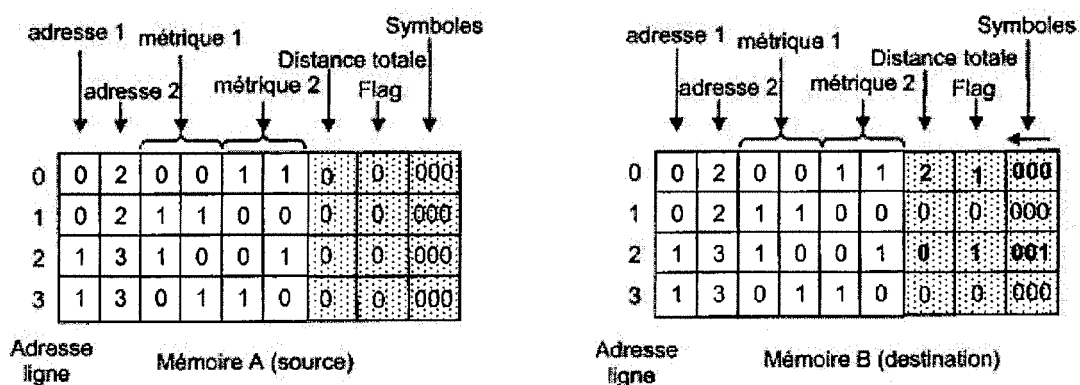 Symboles
adresse 1 métrique 1
Distance totale
adresse 2 métrique 2 Flag
0 0 2 0 0 1 1 0 0 000
1 0 2 1 1 0 0 0 0 000
2 1 3 1 0 0 1 0 0 000
3 1 3 0 1 1 0 0 0 000
Adresse
ligne
Mémoire A (source)
Symboles
adresse 1 métrique 1
Distance totale
adresse 2 métrique 2 Flag
0 0 2 0 0 1 1 2 1 000
1 0 2 1 1 0 0 0 0 000
2 1 3 1 0 0 1 0 1 001
3 1 3 0 1 1 0 0 0 000
Adresse
ligne
Mémoire B (destination)